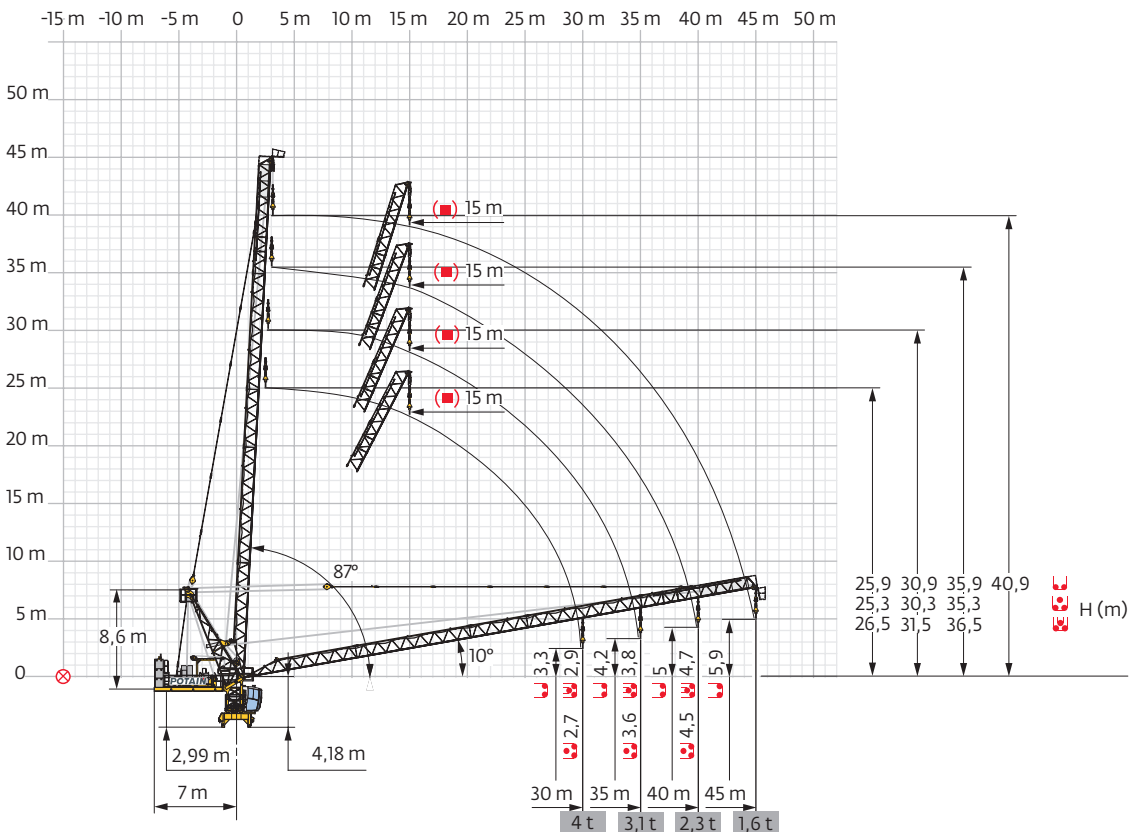 -15 m -10 m -5 m 0 5 m 10 m 15 m 20 m 25 m 30 m 35 m 40 m 45 m 50 m
50 m
45 m
40 m
35 m
30 m
25 m
20 m
15 m
10 m
5 m
0
15 m
15 m
15 m
15 m
87°
10°
8,6 m
POTAIN
25,9 30,9 35,9 40,9
25,3 30,3 35,3
26,5 31,5 36,5
H (m)
3,3 2,9 4,2 3,8 5 4,7 5,9
2,7 3,6 4,5
2,99 m
4,18 m
7 m
30 m 35 m 40 m 45 m
4 t 3,1 t 2,3 t 1,6 t